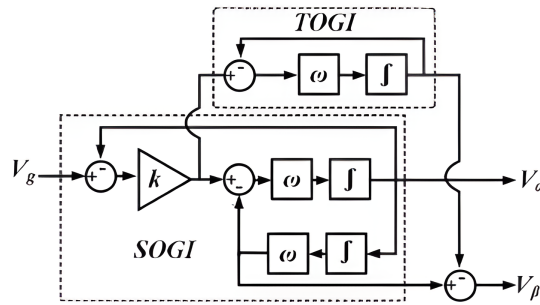 TOGI
+ - ω ∫
V_g + - k + - ω ∫ V_α
SOGI ω ∫
+ - V_β